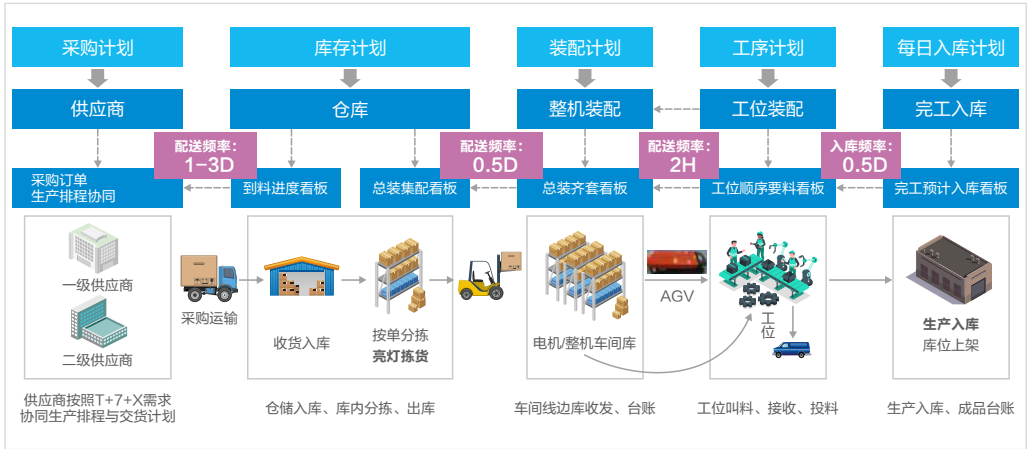 采购计划
库存计划
装配计划
工序计划
每日入库计划
供应商
仓库
整机装配
工位装配
完工入库
配送频率：
1-3D
配送频率：
0.5D
配送频率：
2H
入库频率：
0.5D
采购订单
生产排程协同
到料进度看板
总装集配看板
总装齐套看板
工位顺序要料看板
完工预计入库看板
一级供应商
二级供应商
采购运输
收货入库
按单分拣
亮灯拣货
电机/整机车间库
AGV
工位
生产入库
库位上架
供应商按照T+7+X需求
协同生产排程与交货计划
仓储入库、库内分拣、出库
车间线边库收发、台账
工位叫料、接收、投料
生产入库、成品台账